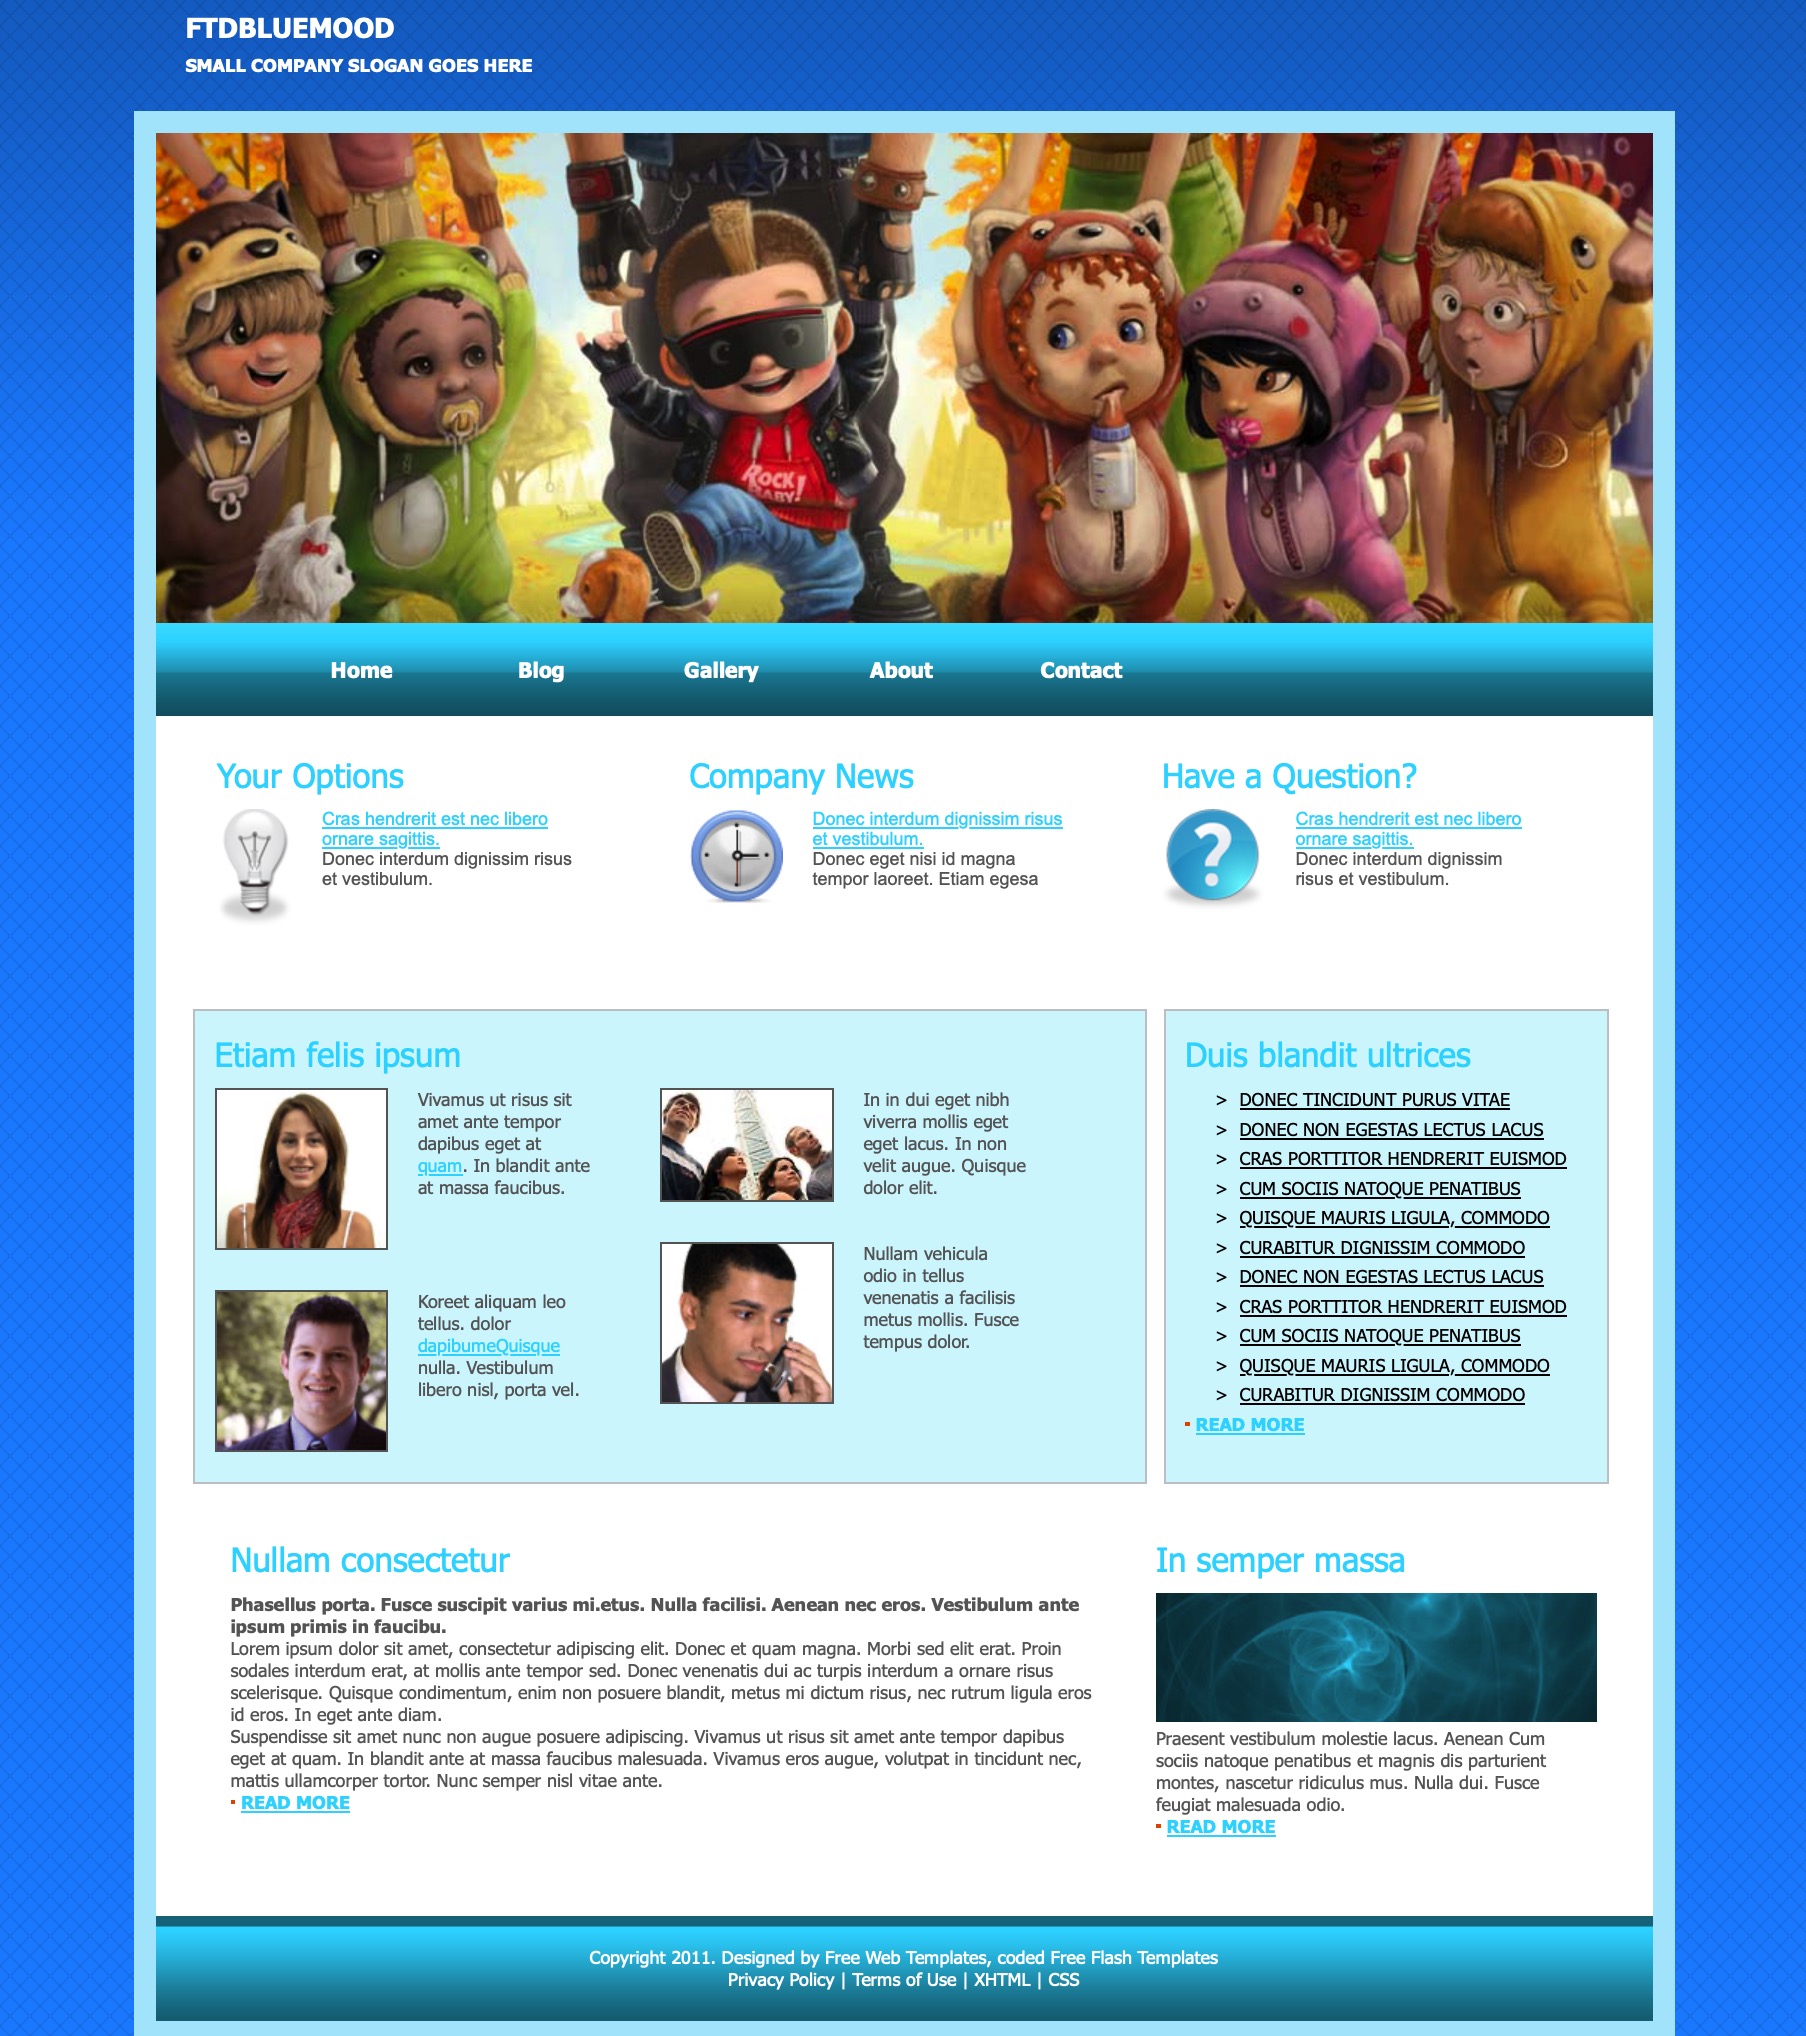 FTDBLUEMOOD
SMALL COMPANY SLOGAN GOES HERE
ROCK
BABY!
Home Blog Gallery About Contact
Your Options
Cras hendrerit est nec libero
ornare sagittis.
Donec interdum dignissim risus
et vestibulum.
Company News
Donec interdum dignissim risus
et vestibulum.
Donec eget nisi id magna
tempor laoreet. Etiam egesa
Have a Question?
Cras hendrerit est nec libero
ornare sagittis.
Donec interdum dignissim
risus et vestibulum.
Etiam felis ipsum
Vivamus ut risus sit
amet ante tempor
dapibus eget at
quam. In blandit ante
at massa faucibus.
In in dui eget nibh
viverra mollis eget
eget lacus. In non
velit augue. Quisque
dolor elit.
Koreet aliquam leo
tellus. dolor
dapibumeQuisque
nulla. Vestibulum
libero nisl, porta vel.
Nullam vehicula
odio in tellus
venenatis a facilisis
metus mollis. Fusce
tempus dolor.
Duis blandit ultrices
> DONEC TINCIDUNT PURUS VITAE
> DONEC NON EGESTAS LECTUS LACUS
> CRAS PORTTITOR HENDRERIT EUISMOD
> CUM SOCIIS NATOQUE PENATIBUS
> QUISQUE MAURIS LIGULA, COMMODO
> CURABITUR DIGNISSIM COMMODO
> DONEC NON EGESTAS LECTUS LACUS
> CRAS PORTTITOR HENDRERIT EUISMOD
> CUM SOCIIS NATOQUE PENATIBUS
> QUISQUE MAURIS LIGULA, COMMODO
> CURABITUR DIGNISSIM COMMODO
READ MORE
Nullam consectetur
Phasellus porta. Fusce suscipit varius mi.etus. Nulla facilisi. Aenean nec eros. Vestibulum ante
ipsum primis in faucibu.
Lorem ipsum dolor sit amet, consectetur adipiscing elit. Donec et quam magna. Morbi sed elit erat. Proin
sodales interdum erat, at mollis ante tempor sed. Donec venenatis dui ac turpis interdum a ornare risus
scelerisque. Quisque condimentum, enim non posuere blandit, metus mi dictum risus, nec rutrum ligula eros
id eros. In eget ante diam.
Suspendisse sit amet nunc non augue posuere adipiscing. Vivamus ut risus sit amet ante tempor dapibus
eget at quam. In blandit ante at massa faucibus malesuada. Vivamus eros augue, volutpat in tincidunt nec,
mattis ullamcorper tortor. Nunc semper nisl vitae ante.
READ MORE
In semper massa
Praesent vestibulum molestie lacus. Aenean Cum
sociis natoque penatibus et magnis dis parturient
montes, nascetur ridiculus mus. Nulla dui. Fusce
feugiat malesuada odio.
READ MORE
Copyright 2011. Designed by Free Web Templates, coded Free Flash Templates
Privacy Policy | Terms of Use | XHTML | CSS